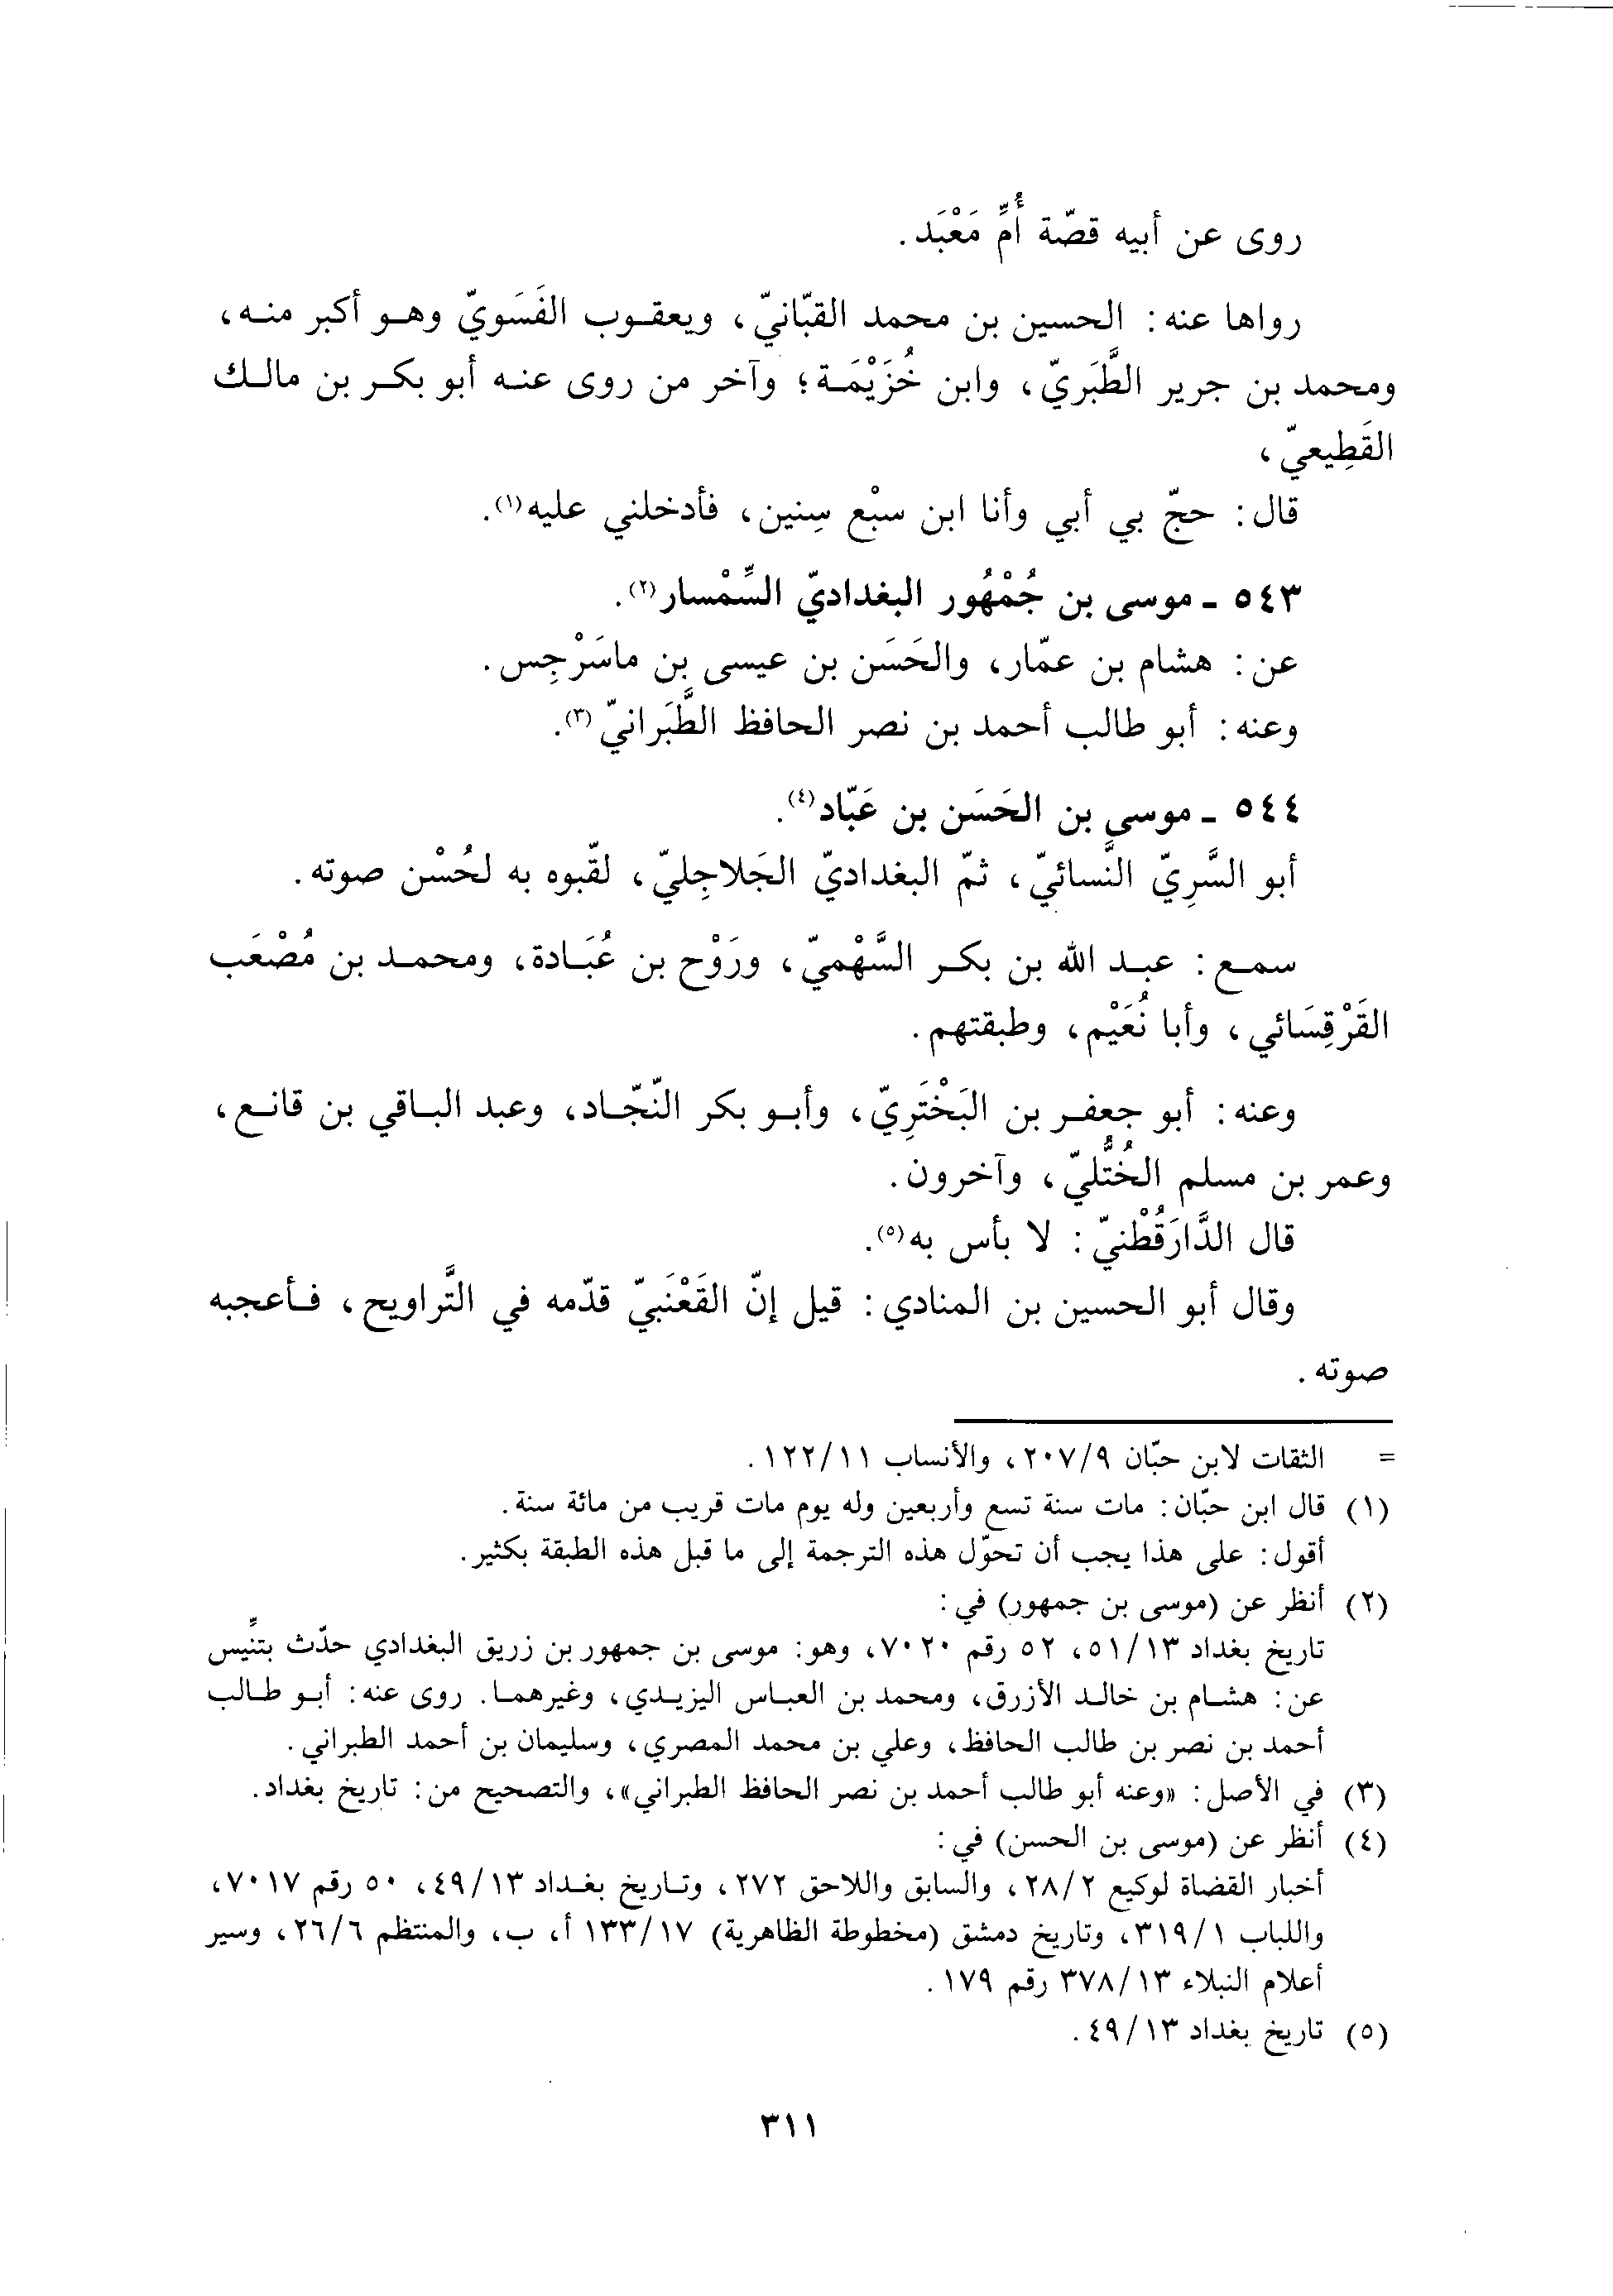 روى عن أبيه قصّة أُمِّ مَعْبَد.
رواها عنه: الحسين بن محمد القبّانيّ، ويعقوب الفَسَويّ وهو أكبر منه،
ومحمد بن جرير الطَّبَريّ، وابن خُزَيْمَة؛ وآخر من روى عنه أبو بكر بن مالك
القَطِيعيّ،
قال: حجّ بي أبي وأنا ابن سبْع سِنين، فأدخلني عليه(١).
٥٤٣ ـ موسى بن جُمْهُور البغداديّ السِّمْسار(٢).
عن: هشام بن عمّار، والحَسَن بن عيسى بن ماسَرْجِس.
وعنه: أبو طالب أحمد بن نصر الحافظ الطَّبَرانيّ(٣).
٥٤٤ ـ موسى بن الحَسَن بن عَبّاد(٤).
أبو السَّرِيّ النَّسائيّ، ثمّ البغداديّ الجَلاجِليّ، لقّبوه به لحُسْن صوته.
سمع: عبد الله بن بكر السَّهْميّ، ورَوْح بن عُبَادة، ومحمد بن مُصْعَب
القَرْقِسَائي، وأبا نُعَيْم، وطبقتهم.
وعنه: أبو جعفر بن البَخْتَرِيّ، وأبو بكر النّجّاد، وعبد الباقي بن قانع،
وعمر بن مسلم الخُتُّليّ، وآخرون.
قال الدَّارَقُطْنيّ: لا بأس به(٥).
وقال أبو الحسين بن المنادي: قيل إنّ القَعْنَبيّ قدّمه في التَّراويح، فأعجبه
صوته.
= الثقات لابن حبّان ٢٠٧/٩، والأنساب ١٢٢/١١.
(١) قال ابن حبّان: مات سنة تسع وأربعين وله يوم مات قريب من مائة سنة.
أقول: على هذا يجب أن تحوّل هذه الترجمة إلى ما قبل هذه الطبقة بكثير.
(٢) أنظر عن (موسى بن جمهور) في:
تاريخ بغداد ٥١/١٣، ٥٢ رقم ٧٠٢٠، وهو: موسى بن جمهور بن زريق البغدادي حدّث بتنِّيس
عن: هشام بن خالد الأزرق، ومحمد بن العباس اليزيدي، وغيرهما. روى عنه: أبو طالب
أحمد بن نصر بن طالب الحافظ، وعلي بن محمد المصري، وسليمان بن أحمد الطبراني.
(٣) في الأصل: «وعنه أبو طالب أحمد بن نصر الحافظ الطبراني»، والتصحيح من: تاريخ بغداد.
(٤) أنظر عن (موسى بن الحسن) في:
أخبار القضاة لوكيع ٢٨/٢، والسابق واللاحق ٢٧٢، وتاريخ بغداد ٤٩/١٣، ٥٠ رقم ٧٠١٧،
واللباب ٣١٩/١، وتاريخ دمشق (مخطوطة الظاهرية) ١٣٣/١٧ أ، ب، والمنتظم ٢٦/٦، وسير
أعلام النبلاء ٣٧٨/١٣ رقم ١٧٩.
(٥) تاريخ بغداد ٤٩/١٣.
٣١١